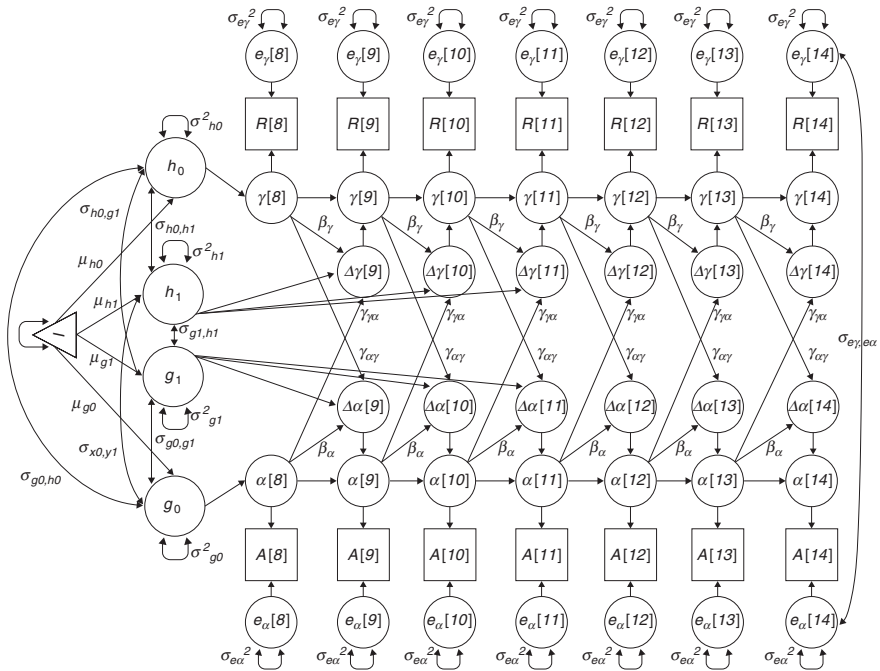 σeγ² σeγ² σeγ² σeγ² σeγ² σeγ² σeγ²
eγ[8] eγ[9] eγ[10] eγ[11] eγ[12] eγ[13] eγ[14]
R[8] R[9] R[10] R[11] R[12] R[13] R[14]
σ²h0
h0
γ[8] γ[9] γ[10] γ[11] γ[12] γ[13] γ[14]
σh0,g1
σh0,h1
βγ βγ βγ βγ βγ βγ
μh0
σ²h1
Δγ[9] Δγ[10] Δγ[11] Δγ[12] Δγ[13] Δγ[14]
μh1
h1
γγα γγα γγα γγα γγα γγα
σg1,h1
I
μg1
γαγ γαγ γαγ γαγ γαγ γαγ
σeγ,eα
g1
μg0
σ²g1
Δα[9] Δα[10] Δα[11] Δα[12] Δα[13] Δα[14]
σx0,y1
σg0,g1
βα βα βα βα βα βα
σg0,h0
α[8] α[9] α[10] α[11] α[12] α[13] α[14]
g0
σ²g0
A[8] A[9] A[10] A[11] A[12] A[13] A[14]
eα[8] eα[9] eα[10] eα[11] eα[12] eα[13] eα[14]
σeα² σeα² σeα² σeα² σeα² σeα² σeα²